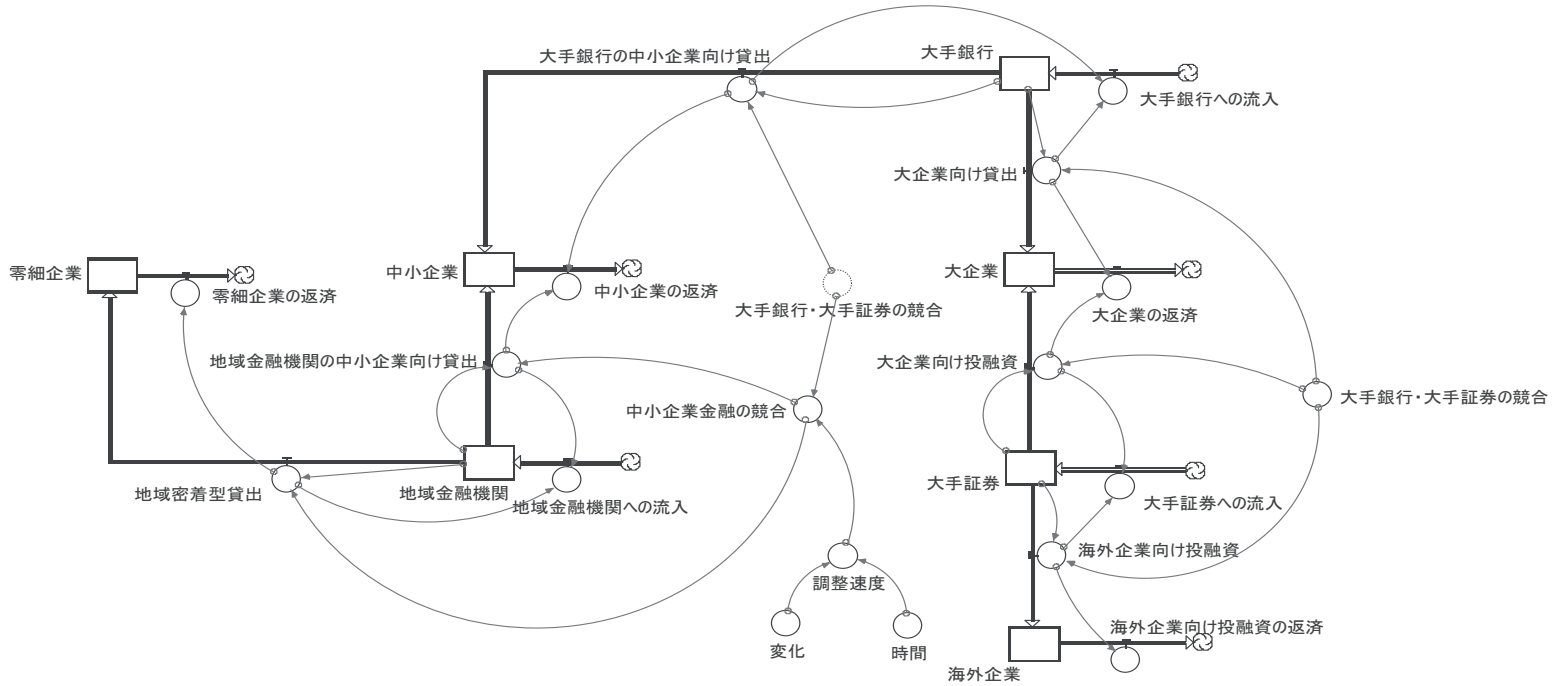 大手銀行の中小企業向け貸出
大手銀行
大手銀行への流入
大企業向け貸出
零細企業
零細企業の返済
中小企業
中小企業の返済
大企業
大企業の返済
大手銀行・大手証券の競合
地域金融機関の中小企業向け貸出
大企業向け投融資
中小企業金融の競合
大手銀行・大手証券の競合
地域密着型貸出
地域金融機関
地域金融機関への流入
大手証券
大手証券への流入
海外企業向け投融資
調整速度
変化
時間
海外企業向け投融資の返済
海外企業